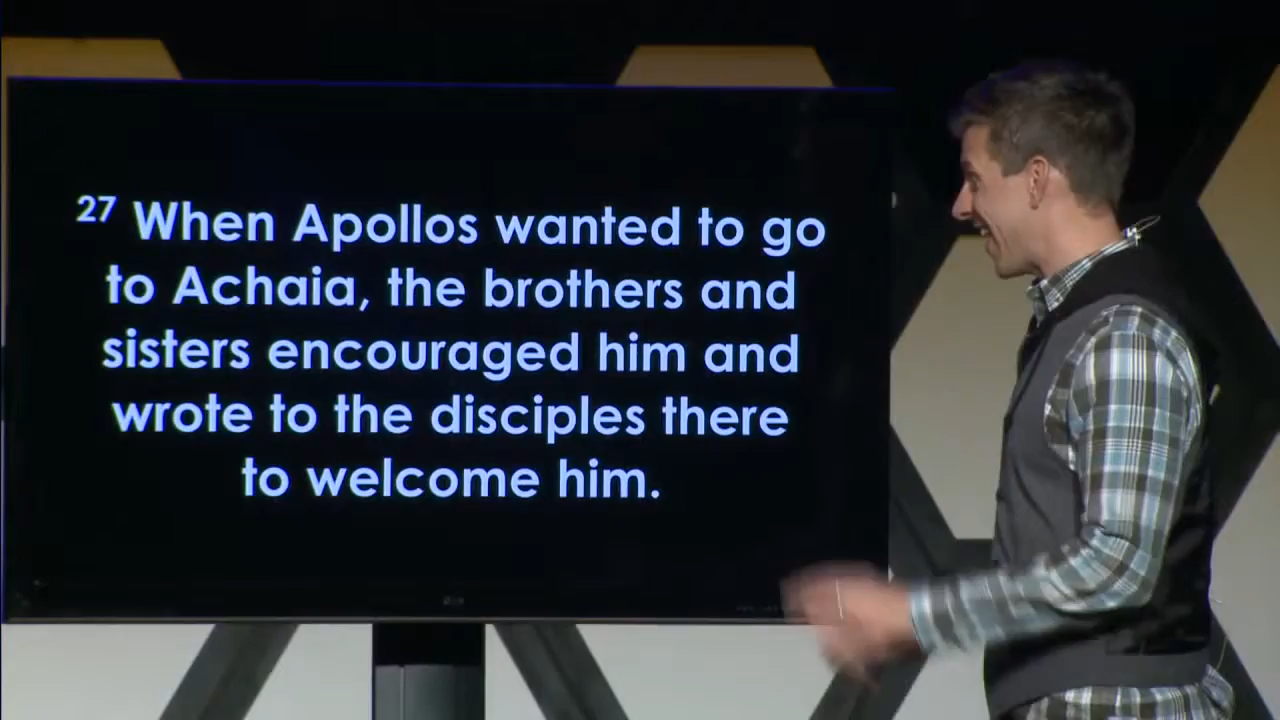 27 When Apollos wanted to go
to Achaia, the brothers and
sisters encouraged him and
wrote to the disciples there
to welcome him.